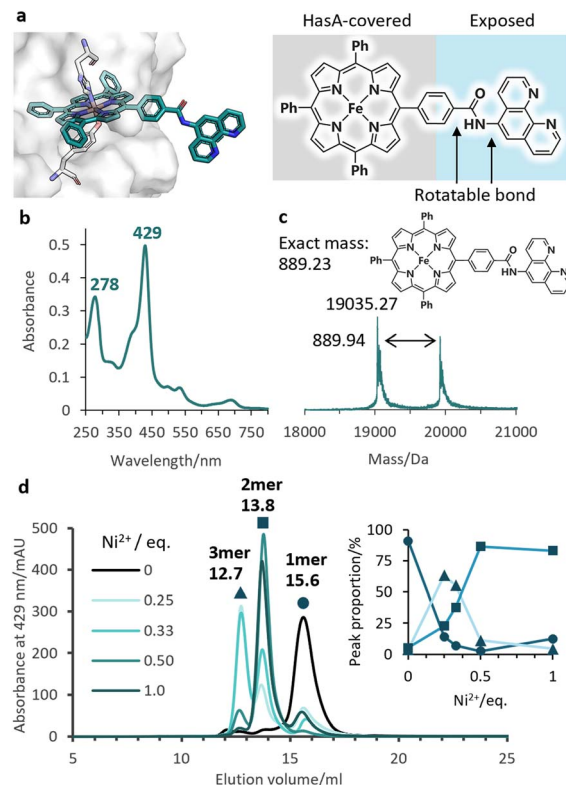 a
HasA-covered
Exposed
Ph
Ph
Ph
Fe
N
N
N
N
O
HN
N
N
Rotatable bond
b
429
278
Absorbance
0.5
0.4
0.3
0.2
0.1
0
250
350
450
550
650
750
Wavelength/nm
c
Exact mass:
889.23
Ph
Ph
Ph
Fe
N
N
N
N
O
HN
N
N
19035.27
889.94
18000
19000
20000
21000
Mass/Da
d
2mer
13.8
3mer
12.7
1mer
15.6
Ni2+/ eq.
0
0.25
0.33
0.50
1.0
Absorbance at 429 nm/mAU
500
400
300
200
100
0
5
10
15
20
25
Elution volume/ml
Peak proportion/%
100
75
50
25
0
0
0.5
1
Ni2+/eq.